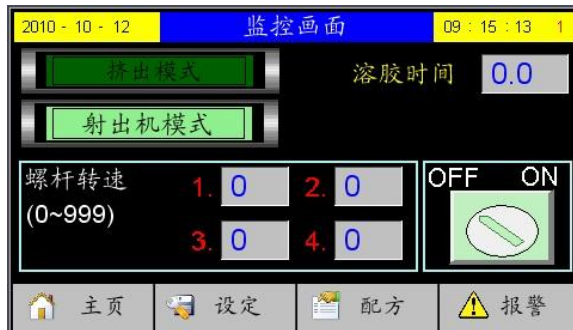 2010 - 10 - 12 监控画面 09 : 15 : 13 1
挤出模式 溶胶时间 0.0
射出机模式
螺杆转速 1. 0 2. 0 OFF ON
(0~999)
3. 0 4. 0
主页 设定 配方 报警